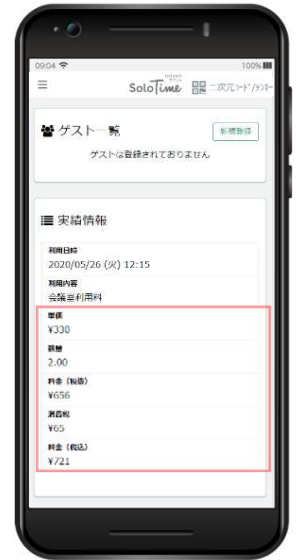 09:04
100%
SoloTime
二次元コード/テンキー
ゲスト一覧
新規登録
ゲストは登録されておりません
実績情報
利用日時
2020/05/26 (火) 12:15
利用内容
会議室利用料
単価
¥330
数量
2.00
料金（税抜）
¥656
消費税
¥65
料金（税込）
¥721